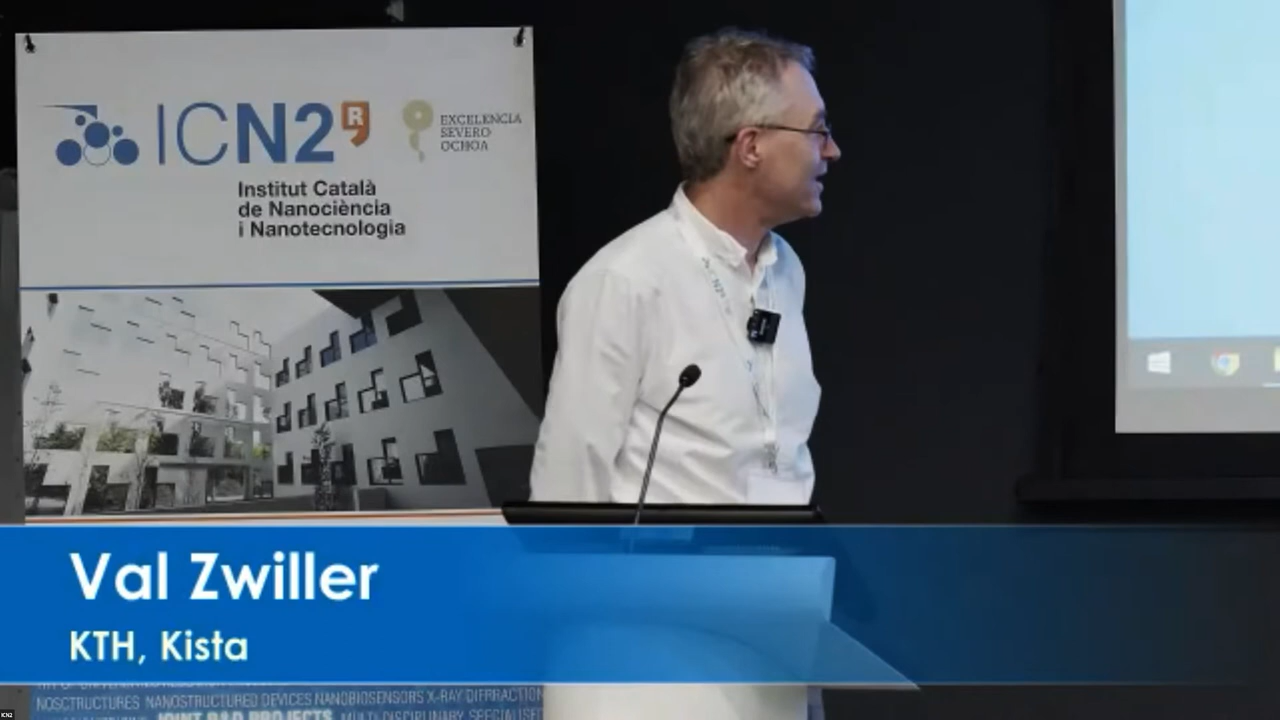 ICN2R
EXCELENCIA
SEVERO
OCHOA
Institut Català
de Nanociència
i Nanotecnologia
Val Zwiller
KTH, Kista
NANOSTRUCTURED DEVICES NANOBIOSENSORS X-RAY DIFFRACTION
JOINT R&D PROJECTS
ICN2